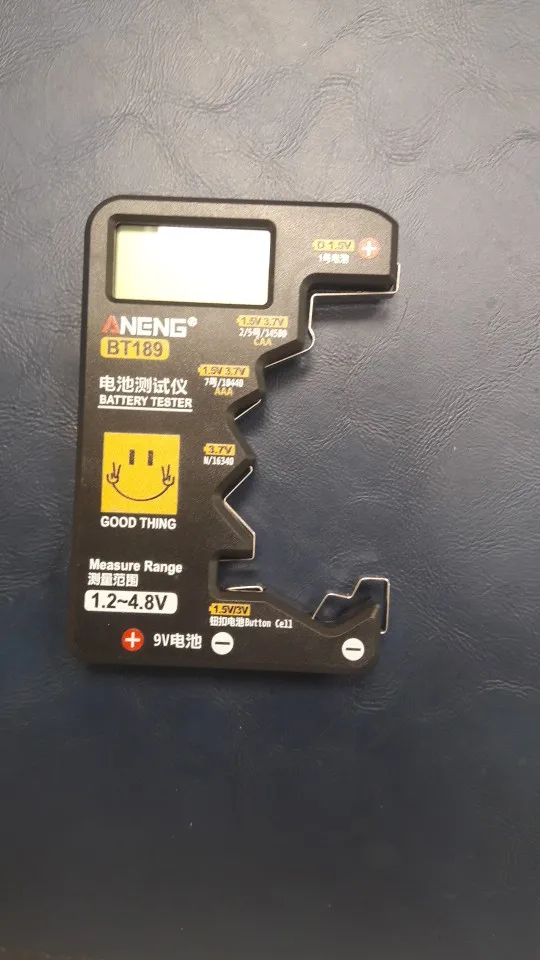 D 1.5V +
1号电池
ANENG®
BT189
1.5V 3.7V
2/5号/14500
CAA
电池测试仪
BATTERY TESTER
1.5V 3.7V
7号/10440
AAA
3.7V
N/16340
GOOD THING
Measure Range
测量范围
1.2~4.8V
1.5V/3V
纽扣电池Button Cell
+ 9V电池 −
−